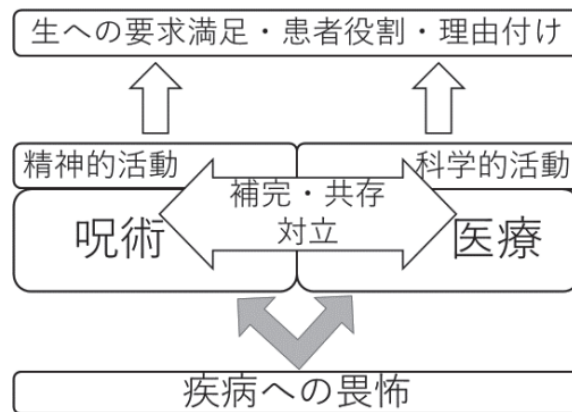 生への要求満足・患者役割・理由付け
精神的活動
科学的活動
補完・共存
対立
呪術
医療
疾病への畏怖